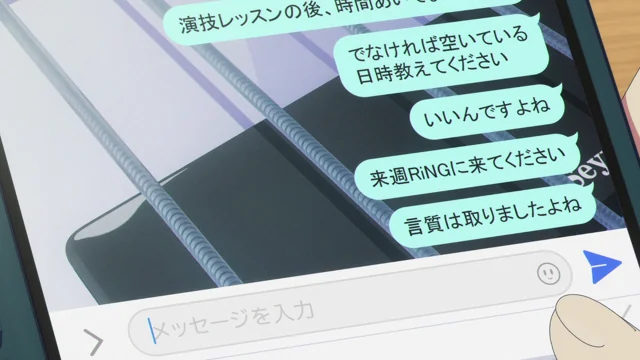 演技レッスンの後、時間あいて
でなければ空いている
日時教えてください
いいんですよね
来週RiNGに来てください
言質は取りましたよね
メッセージを入力